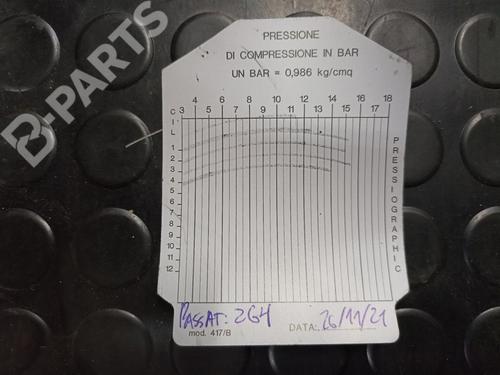 B-PARTS
PRESSIONE
DI COMPRESSIONE IN BAR
UN BAR = 0,986 kg/cmq
4 6 8 10 12 14 16 18
C 3 5 7 9 11 13 15 17
I
L
1
2
3
4
5
6
7
8
9
10
11
12
PRESSIOGRAPHIC
PASSAT: 2G4 26/11/21
mod. 417/B DATA: